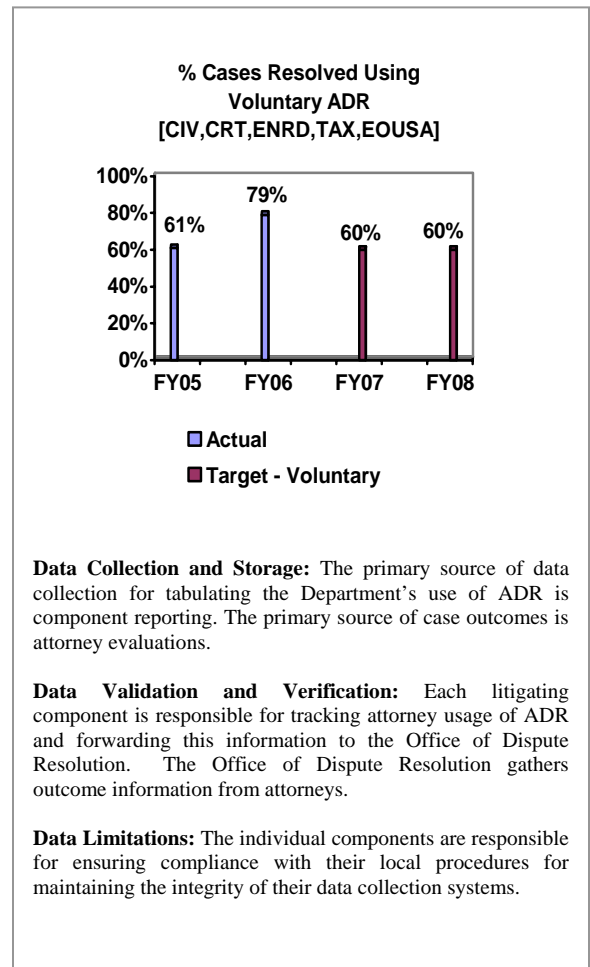 % Cases Resolved Using
Voluntary ADR
[CIV,CRT,ENRD,TAX,EOUSA]
100%
80%
60%
40%
20%
0%
61%
79%
60%
60%
FY05 FY06 FY07 FY08
Actual
Target - Voluntary
Data Collection and Storage: The primary source of data
collection for tabulating the Department's use of ADR is
component reporting. The primary source of case outcomes is
attorney evaluations.
Data Validation and Verification: Each litigating
component is responsible for tracking attorney usage of ADR
and forwarding this information to the Office of Dispute
Resolution. The Office of Dispute Resolution gathers
outcome information from attorneys.
Data Limitations: The individual components are responsible
for ensuring compliance with their local procedures for
maintaining the integrity of their data collection systems.